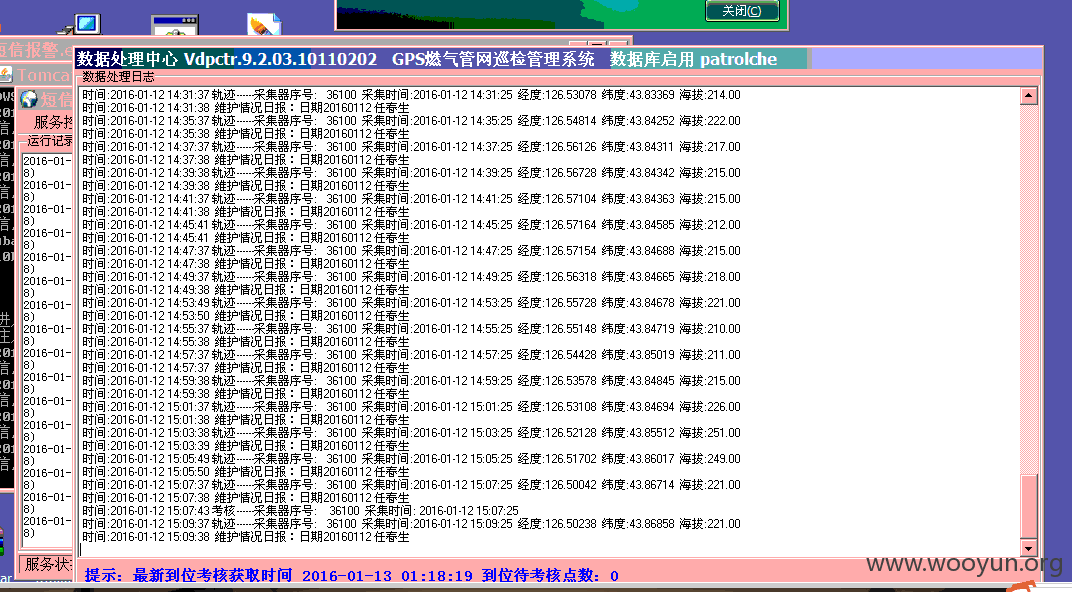 关闭(C)
短信报警.e
数据处理中心 Vdpctr.9.2.03.10110202 GPS燃气管网巡检管理系统 数据库启用 patrolche
Tomca
数据处理日志
短信
服务控
运行记录
时间:2016-01-12 14:31:37 轨迹-----采集器序号: 36100 采集时间:2016-01-12 14:31:25 经度:126.53078 纬度:43.83369 海拔:214.00
时间:2016-01-12 14:31:38 维护情况日报：日期20160112 任春生
时间:2016-01-12 14:35:37 轨迹-----采集器序号: 36100 采集时间:2016-01-12 14:35:25 经度:126.54814 纬度:43.84252 海拔:222.00
时间:2016-01-12 14:35:38 维护情况日报：日期20160112 任春生
时间:2016-01-12 14:37:37 轨迹-----采集器序号: 36100 采集时间:2016-01-12 14:37:25 经度:126.56126 纬度:43.84311 海拔:217.00
时间:2016-01-12 14:37:38 维护情况日报：日期20160112 任春生
时间:2016-01-12 14:39:38 轨迹-----采集器序号: 36100 采集时间:2016-01-12 14:39:25 经度:126.56728 纬度:43.84342 海拔:215.00
时间:2016-01-12 14:39:38 维护情况日报：日期20160112 任春生
时间:2016-01-12 14:41:37 轨迹-----采集器序号: 36100 采集时间:2016-01-12 14:41:25 经度:126.57104 纬度:43.84363 海拔:215.00
时间:2016-01-12 14:41:38 维护情况日报：日期20160112 任春生
时间:2016-01-12 14:45:41 轨迹-----采集器序号: 36100 采集时间:2016-01-12 14:45:25 经度:126.57164 纬度:43.84585 海拔:212.00
时间:2016-01-12 14:45:41 维护情况日报：日期20160112 任春生
时间:2016-01-12 14:47:37 轨迹-----采集器序号: 36100 采集时间:2016-01-12 14:47:25 经度:126.57154 纬度:43.84688 海拔:215.00
时间:2016-01-12 14:47:38 维护情况日报：日期20160112 任春生
时间:2016-01-12 14:49:37 轨迹-----采集器序号: 36100 采集时间:2016-01-12 14:49:25 经度:126.56318 纬度:43.84665 海拔:218.00
时间:2016-01-12 14:49:38 维护情况日报：日期20160112 任春生
时间:2016-01-12 14:53:49 轨迹-----采集器序号: 36100 采集时间:2016-01-12 14:53:25 经度:126.55728 纬度:43.84678 海拔:221.00
时间:2016-01-12 14:53:50 维护情况日报：日期20160112 任春生
时间:2016-01-12 14:55:37 轨迹-----采集器序号: 36100 采集时间:2016-01-12 14:55:25 经度:126.55148 纬度:43.84719 海拔:210.00
时间:2016-01-12 14:55:38 维护情况日报：日期20160112 任春生
时间:2016-01-12 14:57:37 轨迹-----采集器序号: 36100 采集时间:2016-01-12 14:57:25 经度:126.54428 纬度:43.85019 海拔:211.00
时间:2016-01-12 14:57:37 维护情况日报：日期20160112 任春生
时间:2016-01-12 14:59:38 轨迹-----采集器序号: 36100 采集时间:2016-01-12 14:59:25 经度:126.53578 纬度:43.84845 海拔:215.00
时间:2016-01-12 14:59:38 维护情况日报：日期20160112 任春生
时间:2016-01-12 15:01:37 轨迹-----采集器序号: 36100 采集时间:2016-01-12 15:01:25 经度:126.53108 纬度:43.84694 海拔:226.00
时间:2016-01-12 15:01:38 维护情况日报：日期20160112 任春生
时间:2016-01-12 15:03:38 轨迹-----采集器序号: 36100 采集时间:2016-01-12 15:03:25 经度:126.52128 纬度:43.85512 海拔:251.00
时间:2016-01-12 15:03:39 维护情况日报：日期20160112 任春生
时间:2016-01-12 15:05:49 轨迹-----采集器序号: 36100 采集时间:2016-01-12 15:05:25 经度:126.51702 纬度:43.86017 海拔:249.00
时间:2016-01-12 15:05:50 维护情况日报：日期20160112 任春生
时间:2016-01-12 15:07:37 轨迹-----采集器序号: 36100 采集时间:2016-01-12 15:07:25 经度:126.50042 纬度:43.86714 海拔:221.00
时间:2016-01-12 15:07:38 维护情况日报：日期20160112 任春生
时间:2016-01-12 15:07:43 考核-----采集器序号: 36100 采集时间: 2016-01-12 15:07:25
时间:2016-01-12 15:09:37 轨迹-----采集器序号: 36100 采集时间:2016-01-12 15:09:25 经度:126.50238 纬度:43.86858 海拔:221.00
时间:2016-01-12 15:09:38 维护情况日报：日期20160112 任春生
服务状
提示: 最新到位考核获取时间 2016-01-13 01:18:19 到位待考核点数: 0
www.wooyun.org